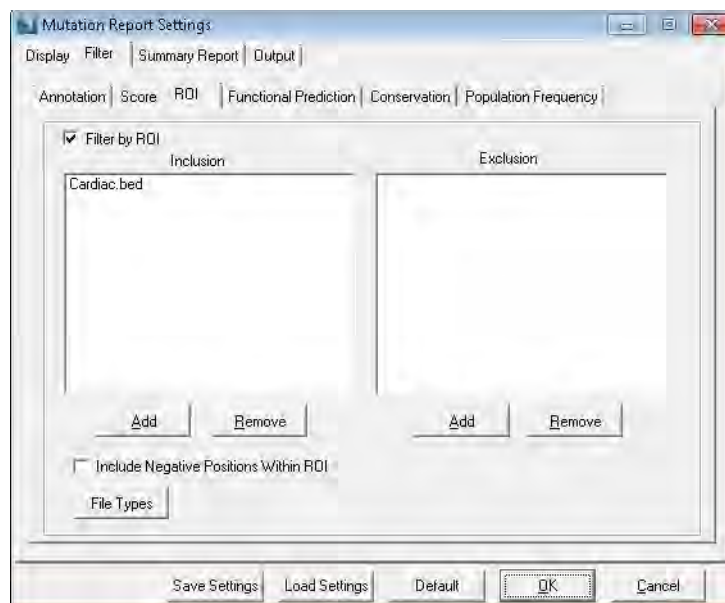 Mutation Report Settings
Display Filter Summary Report Output
Annotation Score ROI Functional Prediction Conservation Population Frequency
Filter by ROI
Inclusion Exclusion
Cardiac.bed
Add Remove Add Remove
Include Negative Positions Within ROI
File Types
Save Settings Load Settings Default OK Cancel